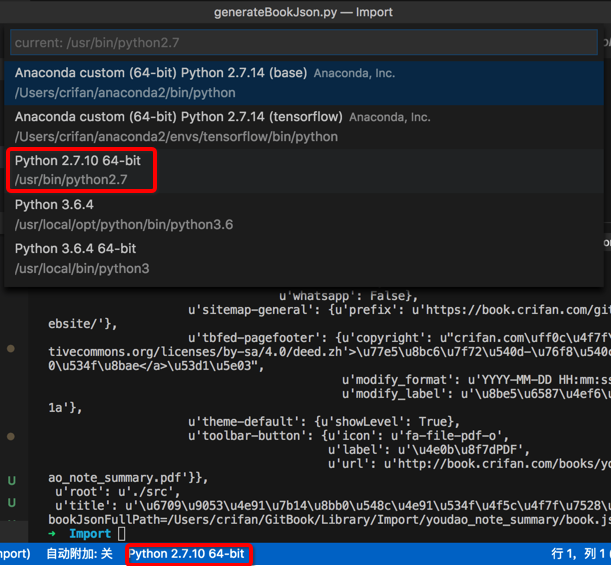 generateBookJson.py — Import
current: /usr/bin/python2.7
Anaconda custom (64-bit) Python 2.7.14 (base) Anaconda, Inc.
/Users/crifan/anaconda2/bin/python
Anaconda custom (64-bit) Python 2.7.14 (tensorflow) Anaconda, Inc.
/Users/crifan/anaconda2/envs/tensorflow/bin/python
Python 2.7.10 64-bit
/usr/bin/python2.7
Python 3.6.4
/usr/local/opt/python/bin/python3.6
Python 3.6.4 64-bit
/usr/local/bin/python3
u'whatsapp': False},
u'sitemap-general': {u'prefix': u'https://book.crifan.com/git
ebsite/'},
u'tbfed-pagefooter': {u'copyright': u"crifan.com\uff0c\u4f7f\
tivecommons.org/licenses/by-sa/4.0/deed.zh'>\u77e5\u8bc6\u7f72\u540d-\u76f8\u540c
0\u534f\u8bae</a>\u53d1\u5e03",
u'modify_format': u'YYYY-MM-DD HH:mm:ss
u'modify_label': u'\u8be5\u6587\u4ef6\u
1a'},
u'theme-default': {u'showLevel': True},
u'toolbar-button': {u'icon': u'fa-file-pdf-o',
u'label': u'\u4e0b\u8f7dPDF',
u'url': u'http://book.crifan.com/books/yo
ao_note_summary.pdf'}},
u'root': u'./src',
U
u'title': u'\u6709\u9053\u4e91\u7b14\u8bb0\u548c\u4e91\u534f\u4f5c\u4f7f\u7528\u
U
bookJsonFullPath=/Users/crifan/GitBook/Library/Import/youdao_note_summary/book.js
➜ Import
mport) 自动附加: 关 Python 2.7.10 64-bit 行 1，列 1